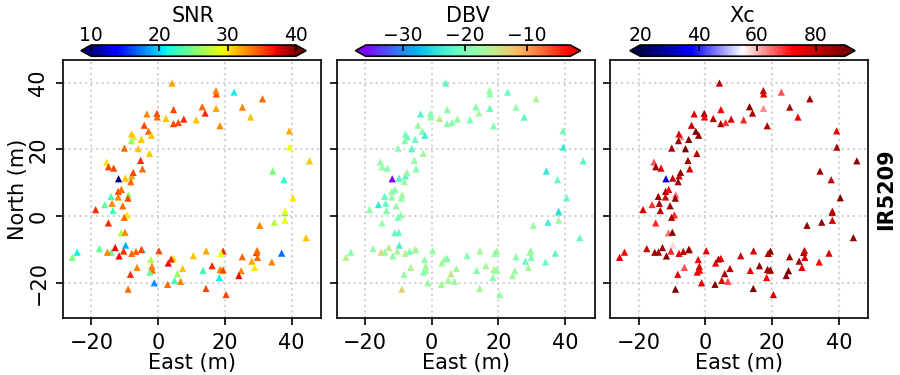 SNR DBV Xc
10 20 30 40 −30 −20 −10 20 40 60 80
North (m)
40
20
0
−20
IR5209
−20 0 20 40 −20 0 20 40 −20 0 20 40
East (m) East (m) East (m)